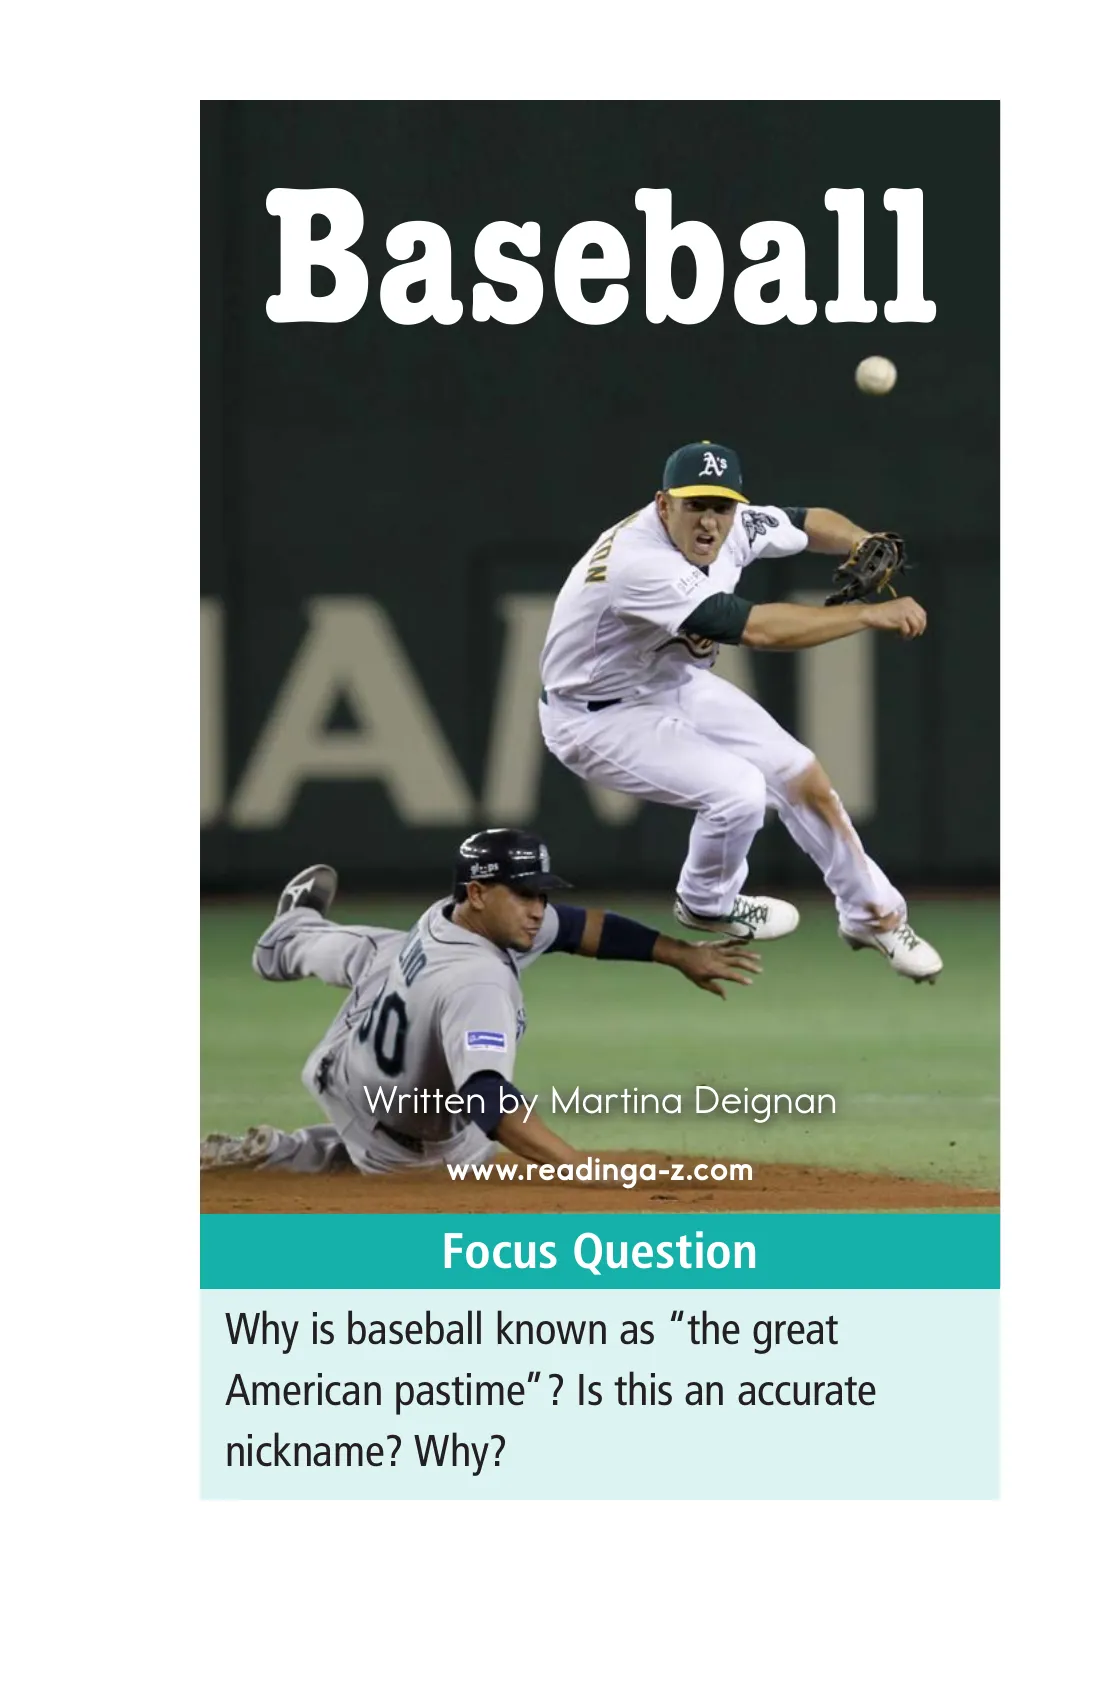 Baseball
A's
Written by Martina Deignan
www.readinga-z.com
Focus Question
Why is baseball known as “the great
American pastime”? Is this an accurate
nickname? Why?